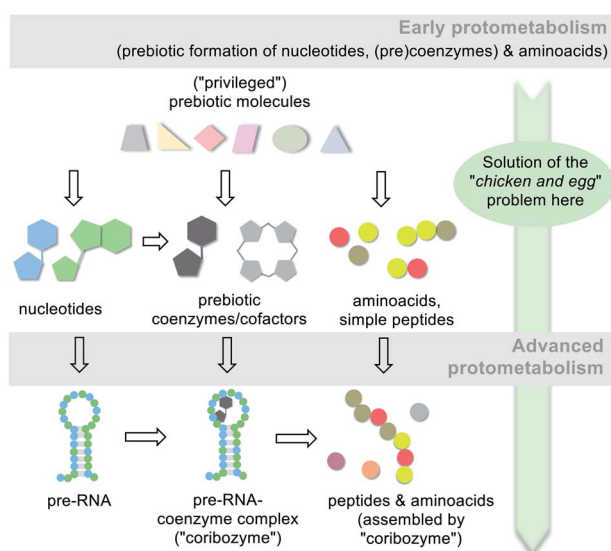 Early protometabolism
(prebiotic formation of nucleotides, (pre)coenzymes) & aminoacids)
("privileged")
prebiotic molecules
Solution of the
"chicken and egg"
problem here
nucleotides
prebiotic
coenzymes/cofactors
aminoacids,
simple peptides
Advanced
protometabolism
pre-RNA
pre-RNA-
coenzyme complex
("coribozyme")
peptides & aminoacids
(assembled by
"coribozyme")